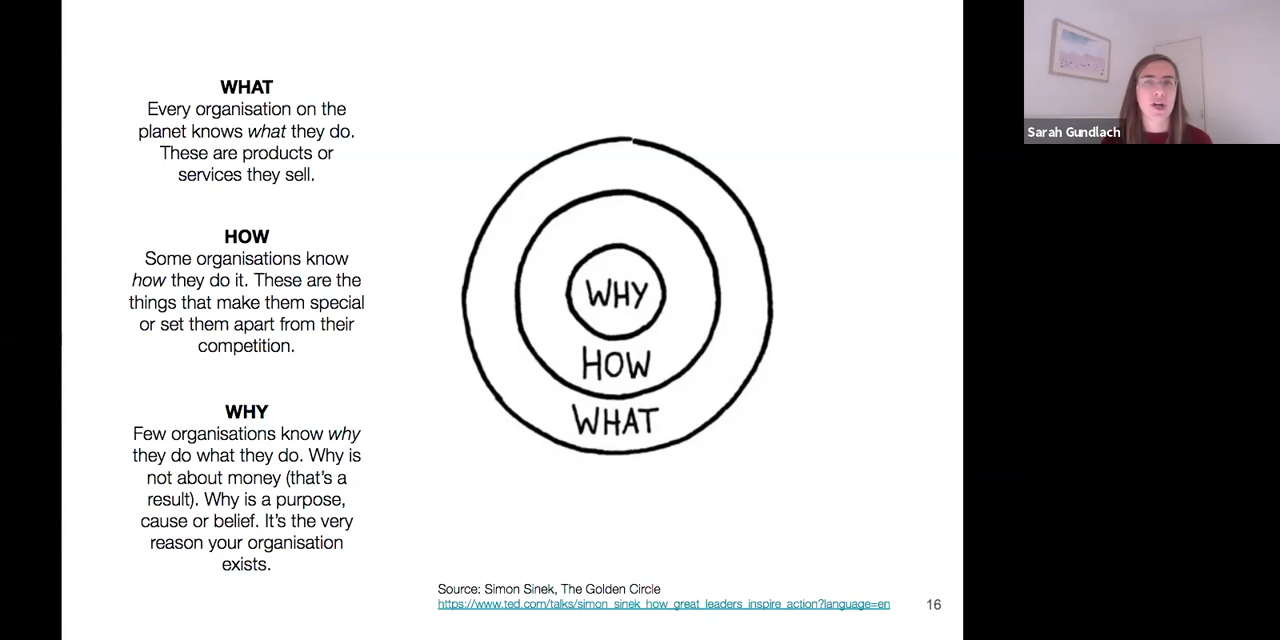 WHAT
Every organisation on the
planet knows what they do.
These are products or
services they sell.
HOW
Some organisations know
how they do it. These are the
things that make them special
or set them apart from their
competition.
WHY
Few organisations know why
they do what they do. Why is
not about money (that's a
result). Why is a purpose,
cause or belief. It's the very
reason your organisation
exists.
WHY
HOW
WHAT
Source: Simon Sinek, The Golden Circle
https://www.ted.com/talks/simon_sinek_how_great_leaders_inspire_action?language=en
16
Sarah Gundlach